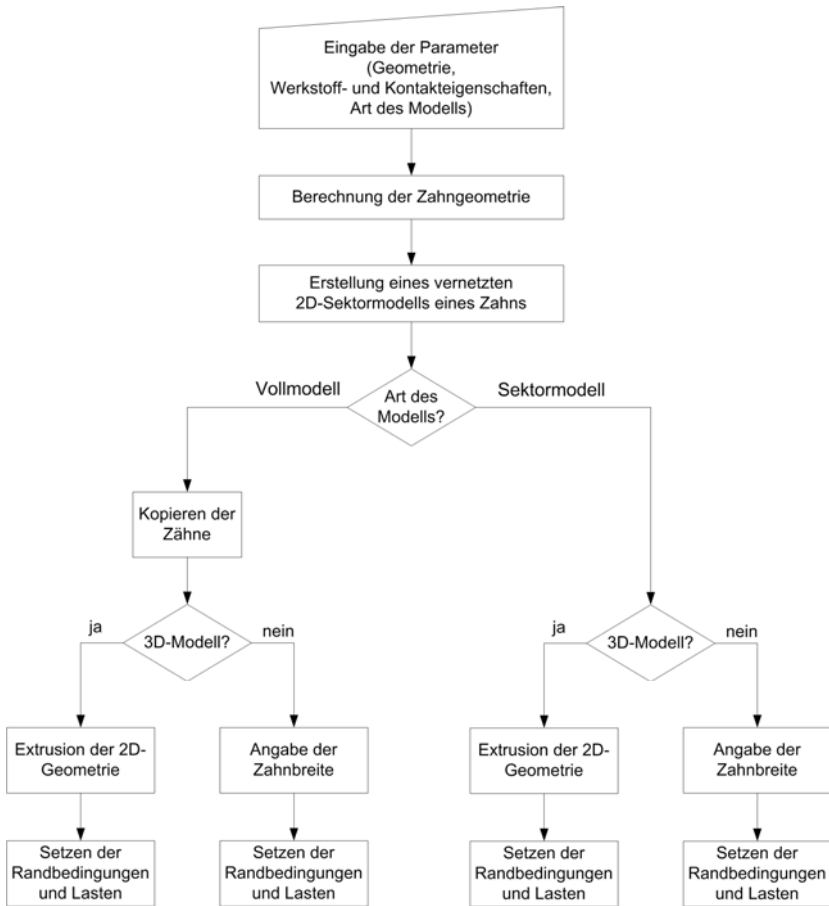 Eingabe der Parameter
(Geometrie,
Werkstoff- und Kontakteigenschaften,
Art des Modells)
Berechnung der Zahngeometrie
Erstellung eines vernetzten
2D-Sektormodells eines Zahns
Vollmodell
Art des
Modells?
Sektormodell
Kopieren der
Zähne
ja
3D-Modell?
nein
ja
3D-Modell?
nein
Extrusion der 2D-
Geometrie
Angabe der
Zahnbreite
Extrusion der 2D-
Geometrie
Angabe der
Zahnbreite
Setzen der
Randbedingungen
und Lasten
Setzen der
Randbedingungen
und Lasten
Setzen der
Randbedingungen
und Lasten
Setzen der
Randbedingungen
und Lasten